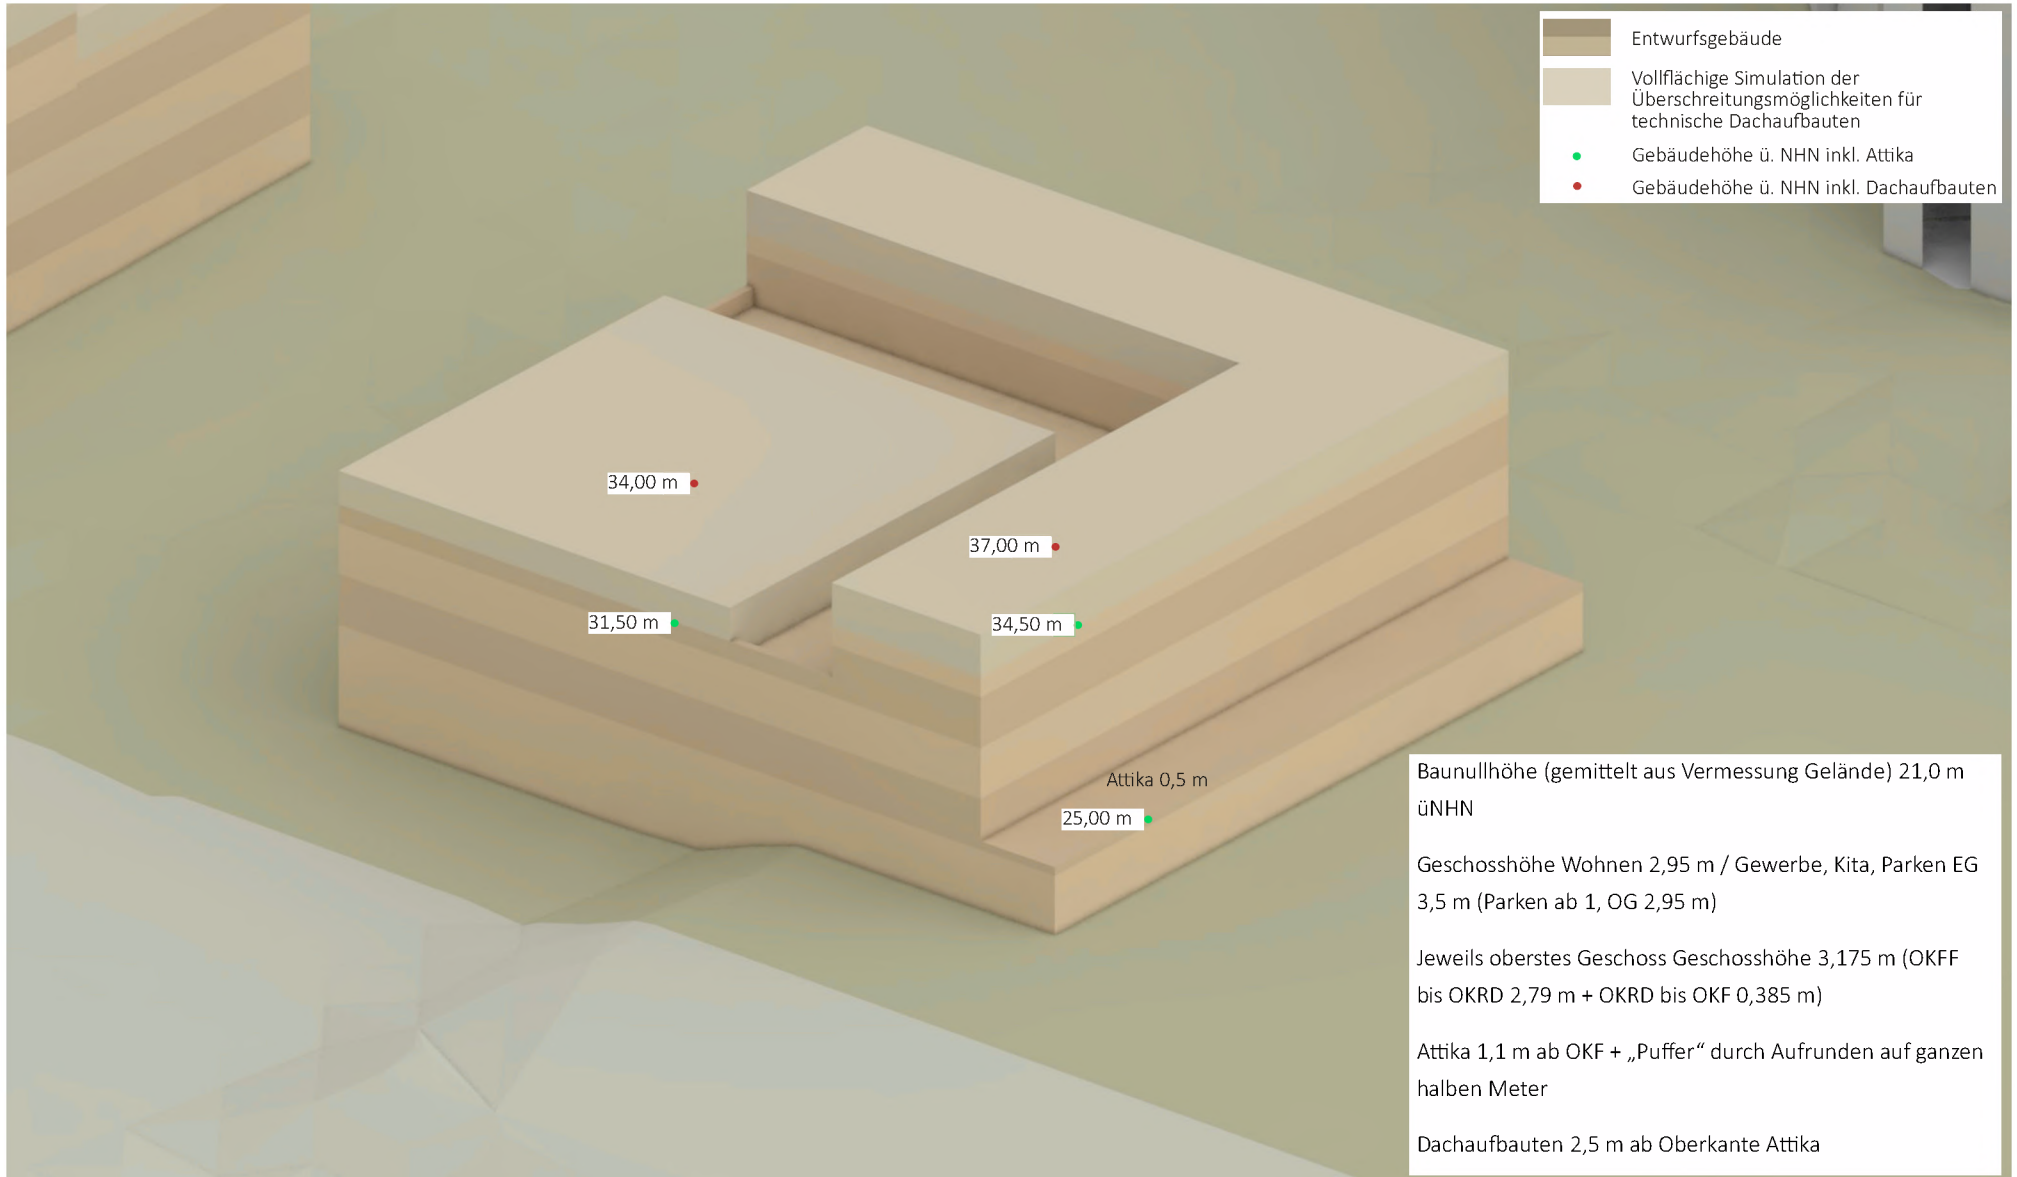 Entwurfsgebäude
Vollflächige Simulation der
Überschreitungsmöglichkeiten für
technische Dachaufbauten
Gebäudehöhe ü. NHN inkl. Attika
Gebäudehöhe ü. NHN inkl. Dachaufbauten
34,00 m
37,00 m
31,50 m
34,50 m
Attika 0,5 m
25,00 m
Baunullhöhe (gemittelt aus Vermessung Gelände) 21,0 m
üNHN
Geschosshöhe Wohnen 2,95 m / Gewerbe, Kita, Parken EG
3,5 m (Parken ab 1, OG 2,95 m)
Jeweils oberstes Geschoss Geschosshöhe 3,175 m (OKFF
bis OKRD 2,79 m + OKRD bis OKF 0,385 m)
Attika 1,1 m ab OKF + „Puffer“ durch Aufrunden auf ganzen
halben Meter
Dachaufbauten 2,5 m ab Oberkante Attika